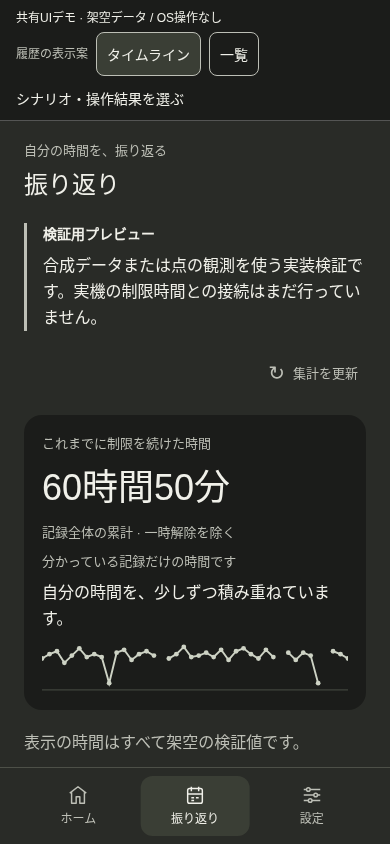 共有UIデモ · 架空データ / OS操作なし
履歴の表示案 タイムライン 一覧
シナリオ・操作結果を選ぶ
自分の時間を、振り返る
振り返り
検証用プレビュー
合成データまたは点の観測を使う実装検証で
す。実機の制限時間との接続はまだ行ってい
ません。
↻ 集計を更新
これまでに制限を続けた時間
60時間50分
記録全体の累計 · 一時解除を除く
分かっている記録だけの時間です
自分の時間を、少しずつ積み重ねていま
す。
表示の時間はすべて架空の検証値です。
ホーム 振り返り 設定